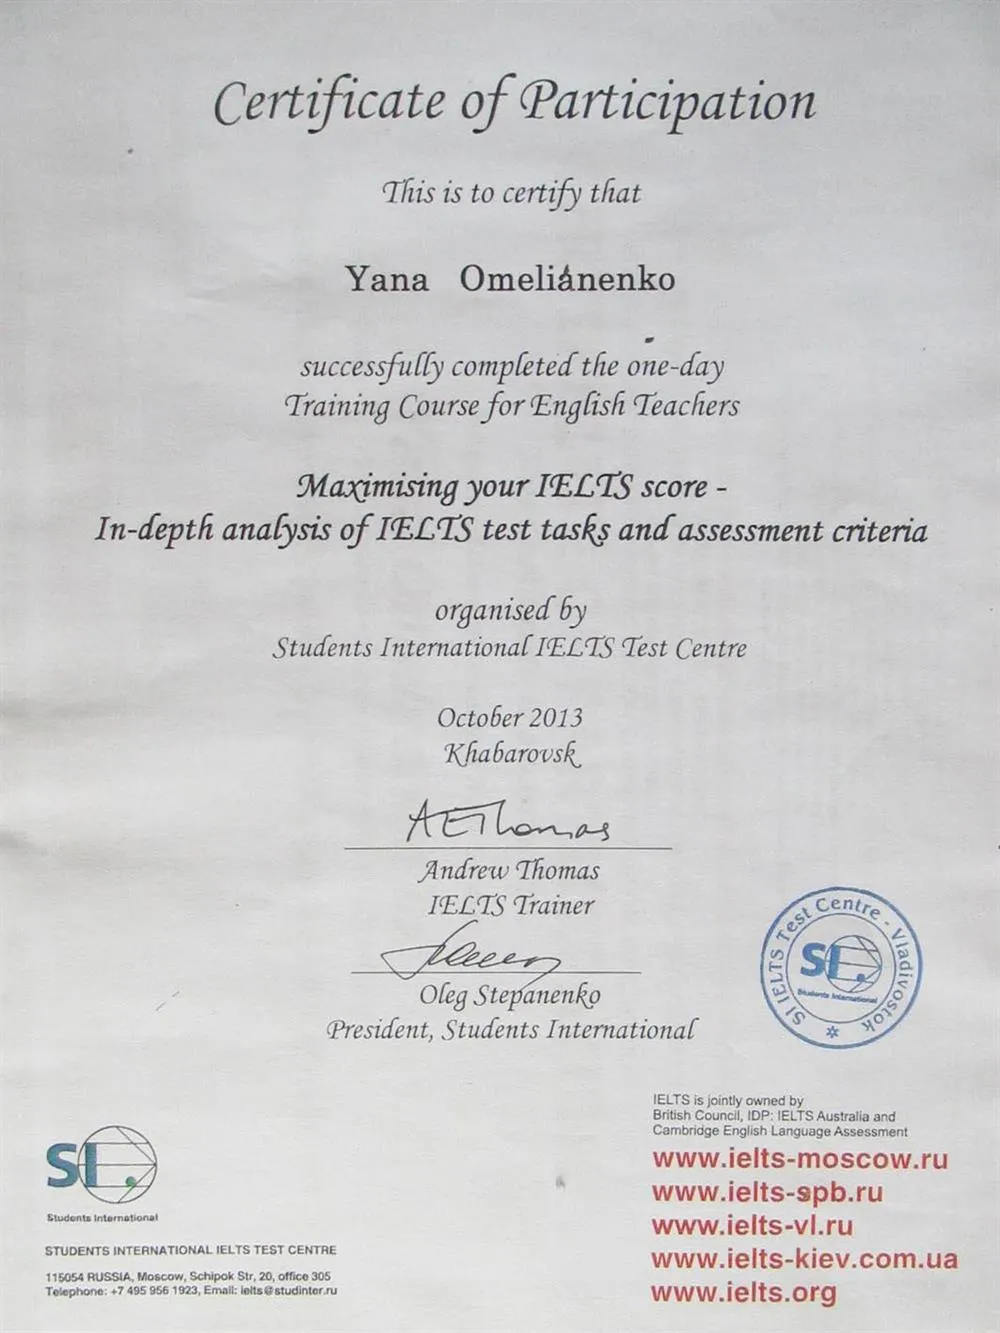 Certificate of Participation
This is to certify that
Yana Omeliánenko
successfully completed the one-day
Training Course for English Teachers
Maximising your IELTS score -
In-depth analysis of IELTS test tasks and assessment criteria
organised by
Students International IELTS Test Centre
October 2013
Khabarovsk
AEThomas
Andrew Thomas
IELTS Trainer
Oleg Stepanenko
President, Students International
SI IELTS Test Centre - Vladivostok
SI
Students International
IELTS is jointly owned by
British Council, IDP: IELTS Australia and
Cambridge English Language Assessment
www.ielts-moscow.ru
www.ielts-spb.ru
www.ielts-vl.ru
www.ielts-kiev.com.ua
www.ielts.org
SI
Students International
STUDENTS INTERNATIONAL IELTS TEST CENTRE
115054 RUSSIA, Moscow, Schipok Str, 20, office 305
Telephone: +7 495 956 1923, Email: ielts@studinter.ru